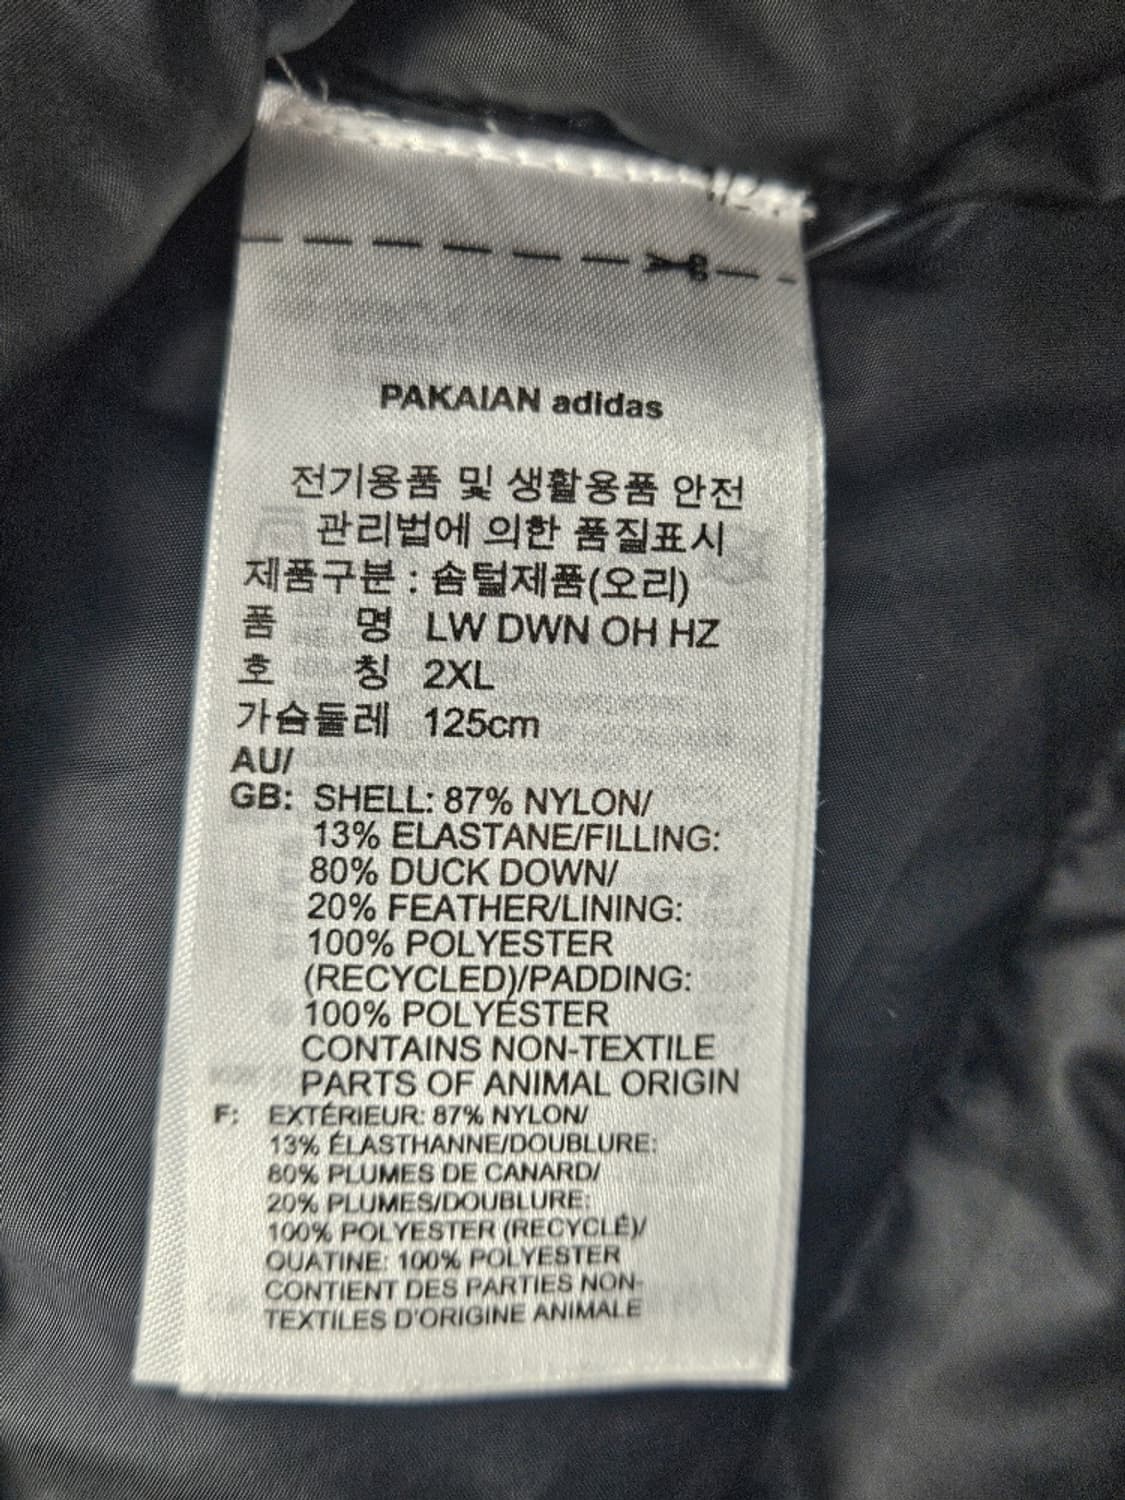 PAKAIAN adidas
전기용품 및 생활용품 안전
관리법에 의한 품질표시
제품구분 : 솜털제품(오리)
품 명 LW DWN OH HZ
호 칭 2XL
가슴둘레 125cm
AU/
GB: SHELL: 87% NYLON/
13% ELASTANE/FILLING:
80% DUCK DOWN/
20% FEATHER/LINING:
100% POLYESTER
(RECYCLED)/PADDING:
100% POLYESTER
CONTAINS NON-TEXTILE
PARTS OF ANIMAL ORIGIN
F: EXTÉRIEUR: 87% NYLON/
13% ÉLASTHANNE/DOUBLURE:
80% PLUMES DE CANARD/
20% PLUMES/DOUBLURE:
100% POLYESTER (RECYCLÉ)/
OUATINE: 100% POLYESTER
CONTIENT DES PARTIES NON-
TEXTILES D'ORIGINE ANIMALE